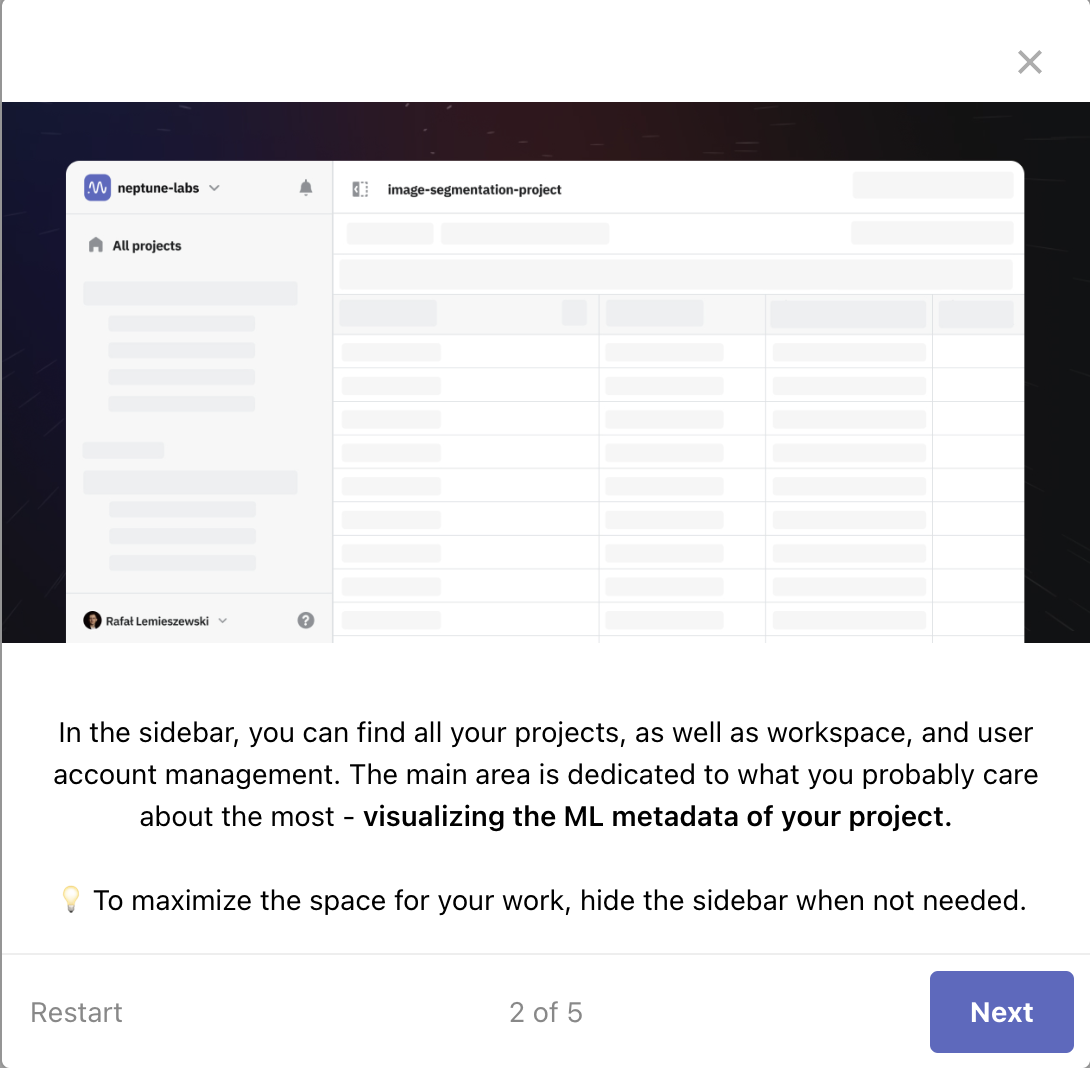 neptune-labs
image-segmentation-project
All projects
Rafał Lemieszewski
?
In the sidebar, you can find all your projects, as well as workspace, and user
account management. The main area is dedicated to what you probably care
about the most - visualizing the ML metadata of your project.
💡 To maximize the space for your work, hide the sidebar when not needed.
Restart
2 of 5
Next